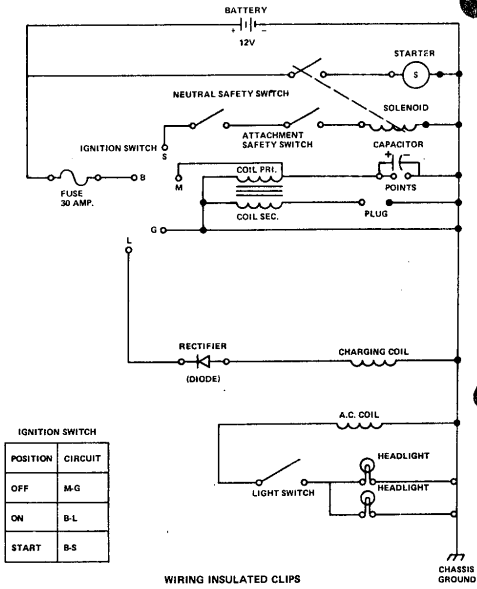 BATTERY
+ −
12V
STARTER
S
NEUTRAL SAFETY SWITCH
SOLENOID
ATTACHMENT
SAFETY SWITCH
IGNITION SWITCH
S
CAPACITOR
+ −
COIL PRI.
B
M
FUSE
30 AMP.
POINTS
COIL SEC.
PLUG
G
L
RECTIFIER
(DIODE)
CHARGING COIL
A.C. COIL
HEADLIGHT
LIGHT SWITCH
HEADLIGHT
IGNITION SWITCH
POSITION CIRCUIT
OFF M-G
ON B-L
START B-S
CHASSIS
GROUND
WIRING INSULATED CLIPS